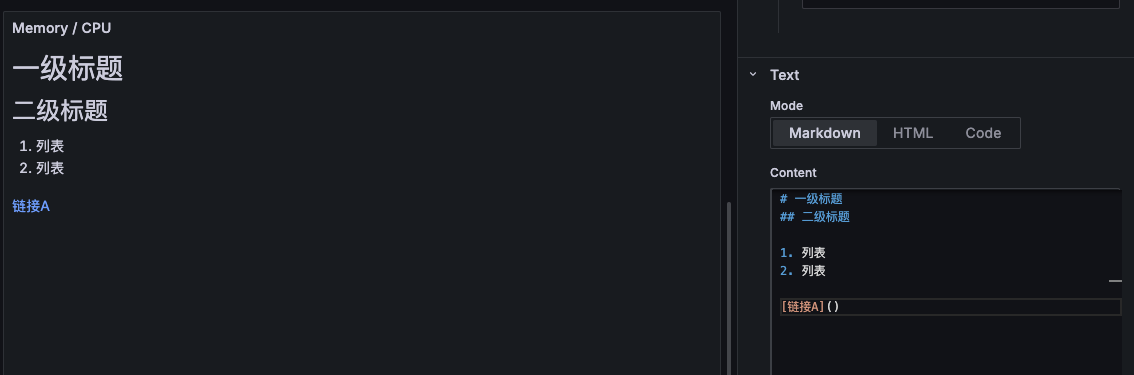 Memory / CPU
一级标题
二级标题
1. 列表
2. 列表
链接A
Text
Mode
Markdown HTML Code
Content
# 一级标题
## 二级标题
1. 列表
2. 列表
[链接A]()